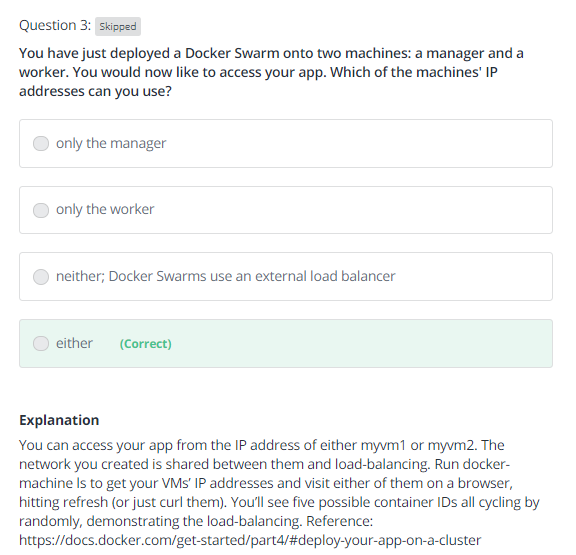 Question 3: Skipped
You have just deployed a Docker Swarm onto two machines: a manager and a
worker. You would now like to access your app. Which of the machines' IP
addresses can you use?
only the manager
only the worker
neither; Docker Swarms use an external load balancer
either (Correct)
Explanation
You can access your app from the IP address of either myvm1 or myvm2. The
network you created is shared between them and load-balancing. Run docker-
machine ls to get your VMs' IP addresses and visit either of them on a browser,
hitting refresh (or just curl them). You'll see five possible container IDs all cycling by
randomly, demonstrating the load-balancing. Reference:
https://docs.docker.com/get-started/part4/#deploy-your-app-on-a-cluster